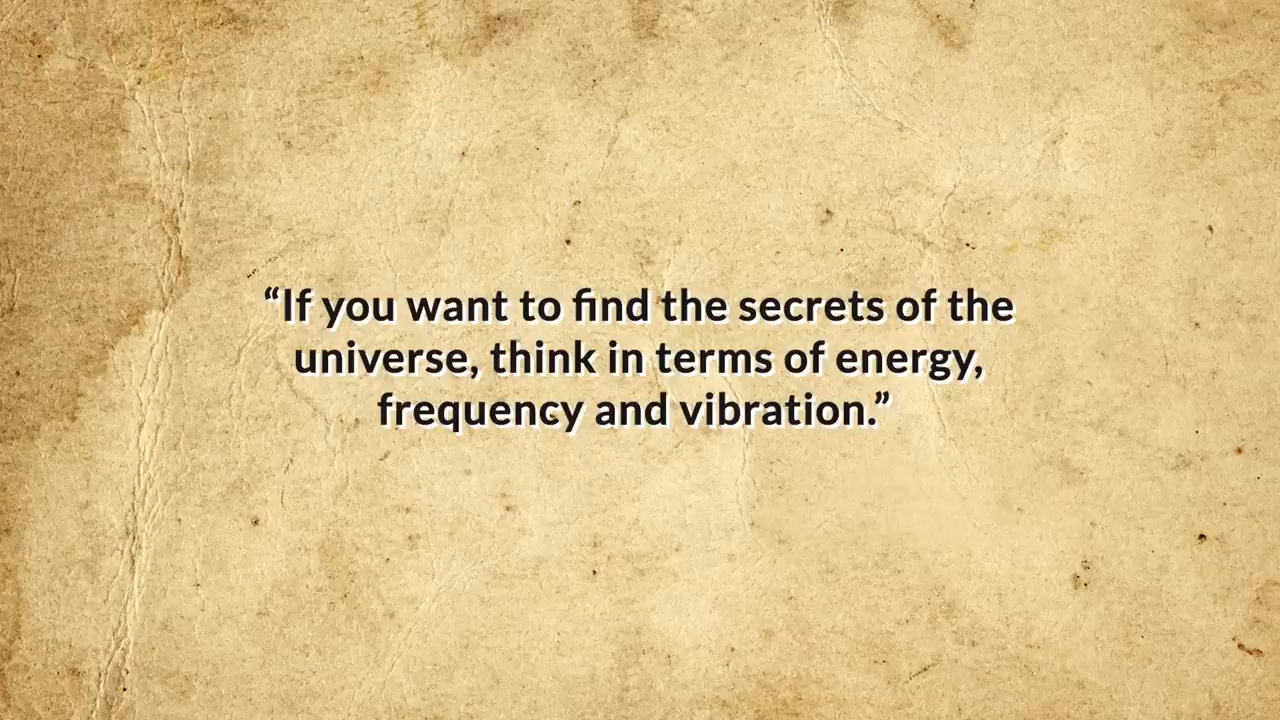 “If you want to find the secrets of the
universe, think in terms of energy,
frequency and vibration.”